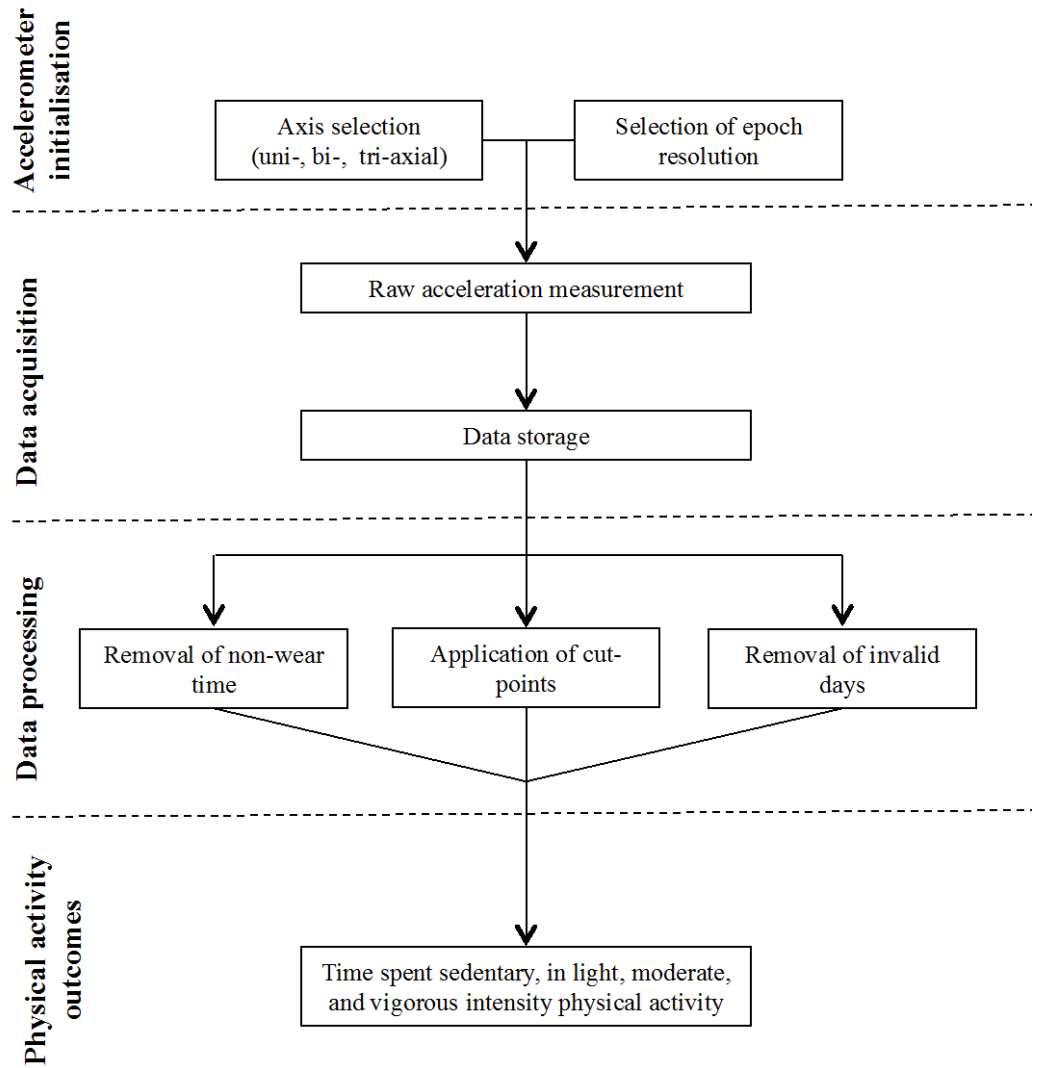 Accelerometer
initialisation
Axis selection
(uni-, bi-, tri-axial)
Selection of epoch
resolution
Data acquisition
Raw acceleration measurement
Data storage
Data processing
Removal of non-wear
time
Application of cut-
points
Removal of invalid
days
Physical activity
outcomes
Time spent sedentary, in light, moderate,
and vigorous intensity physical activity